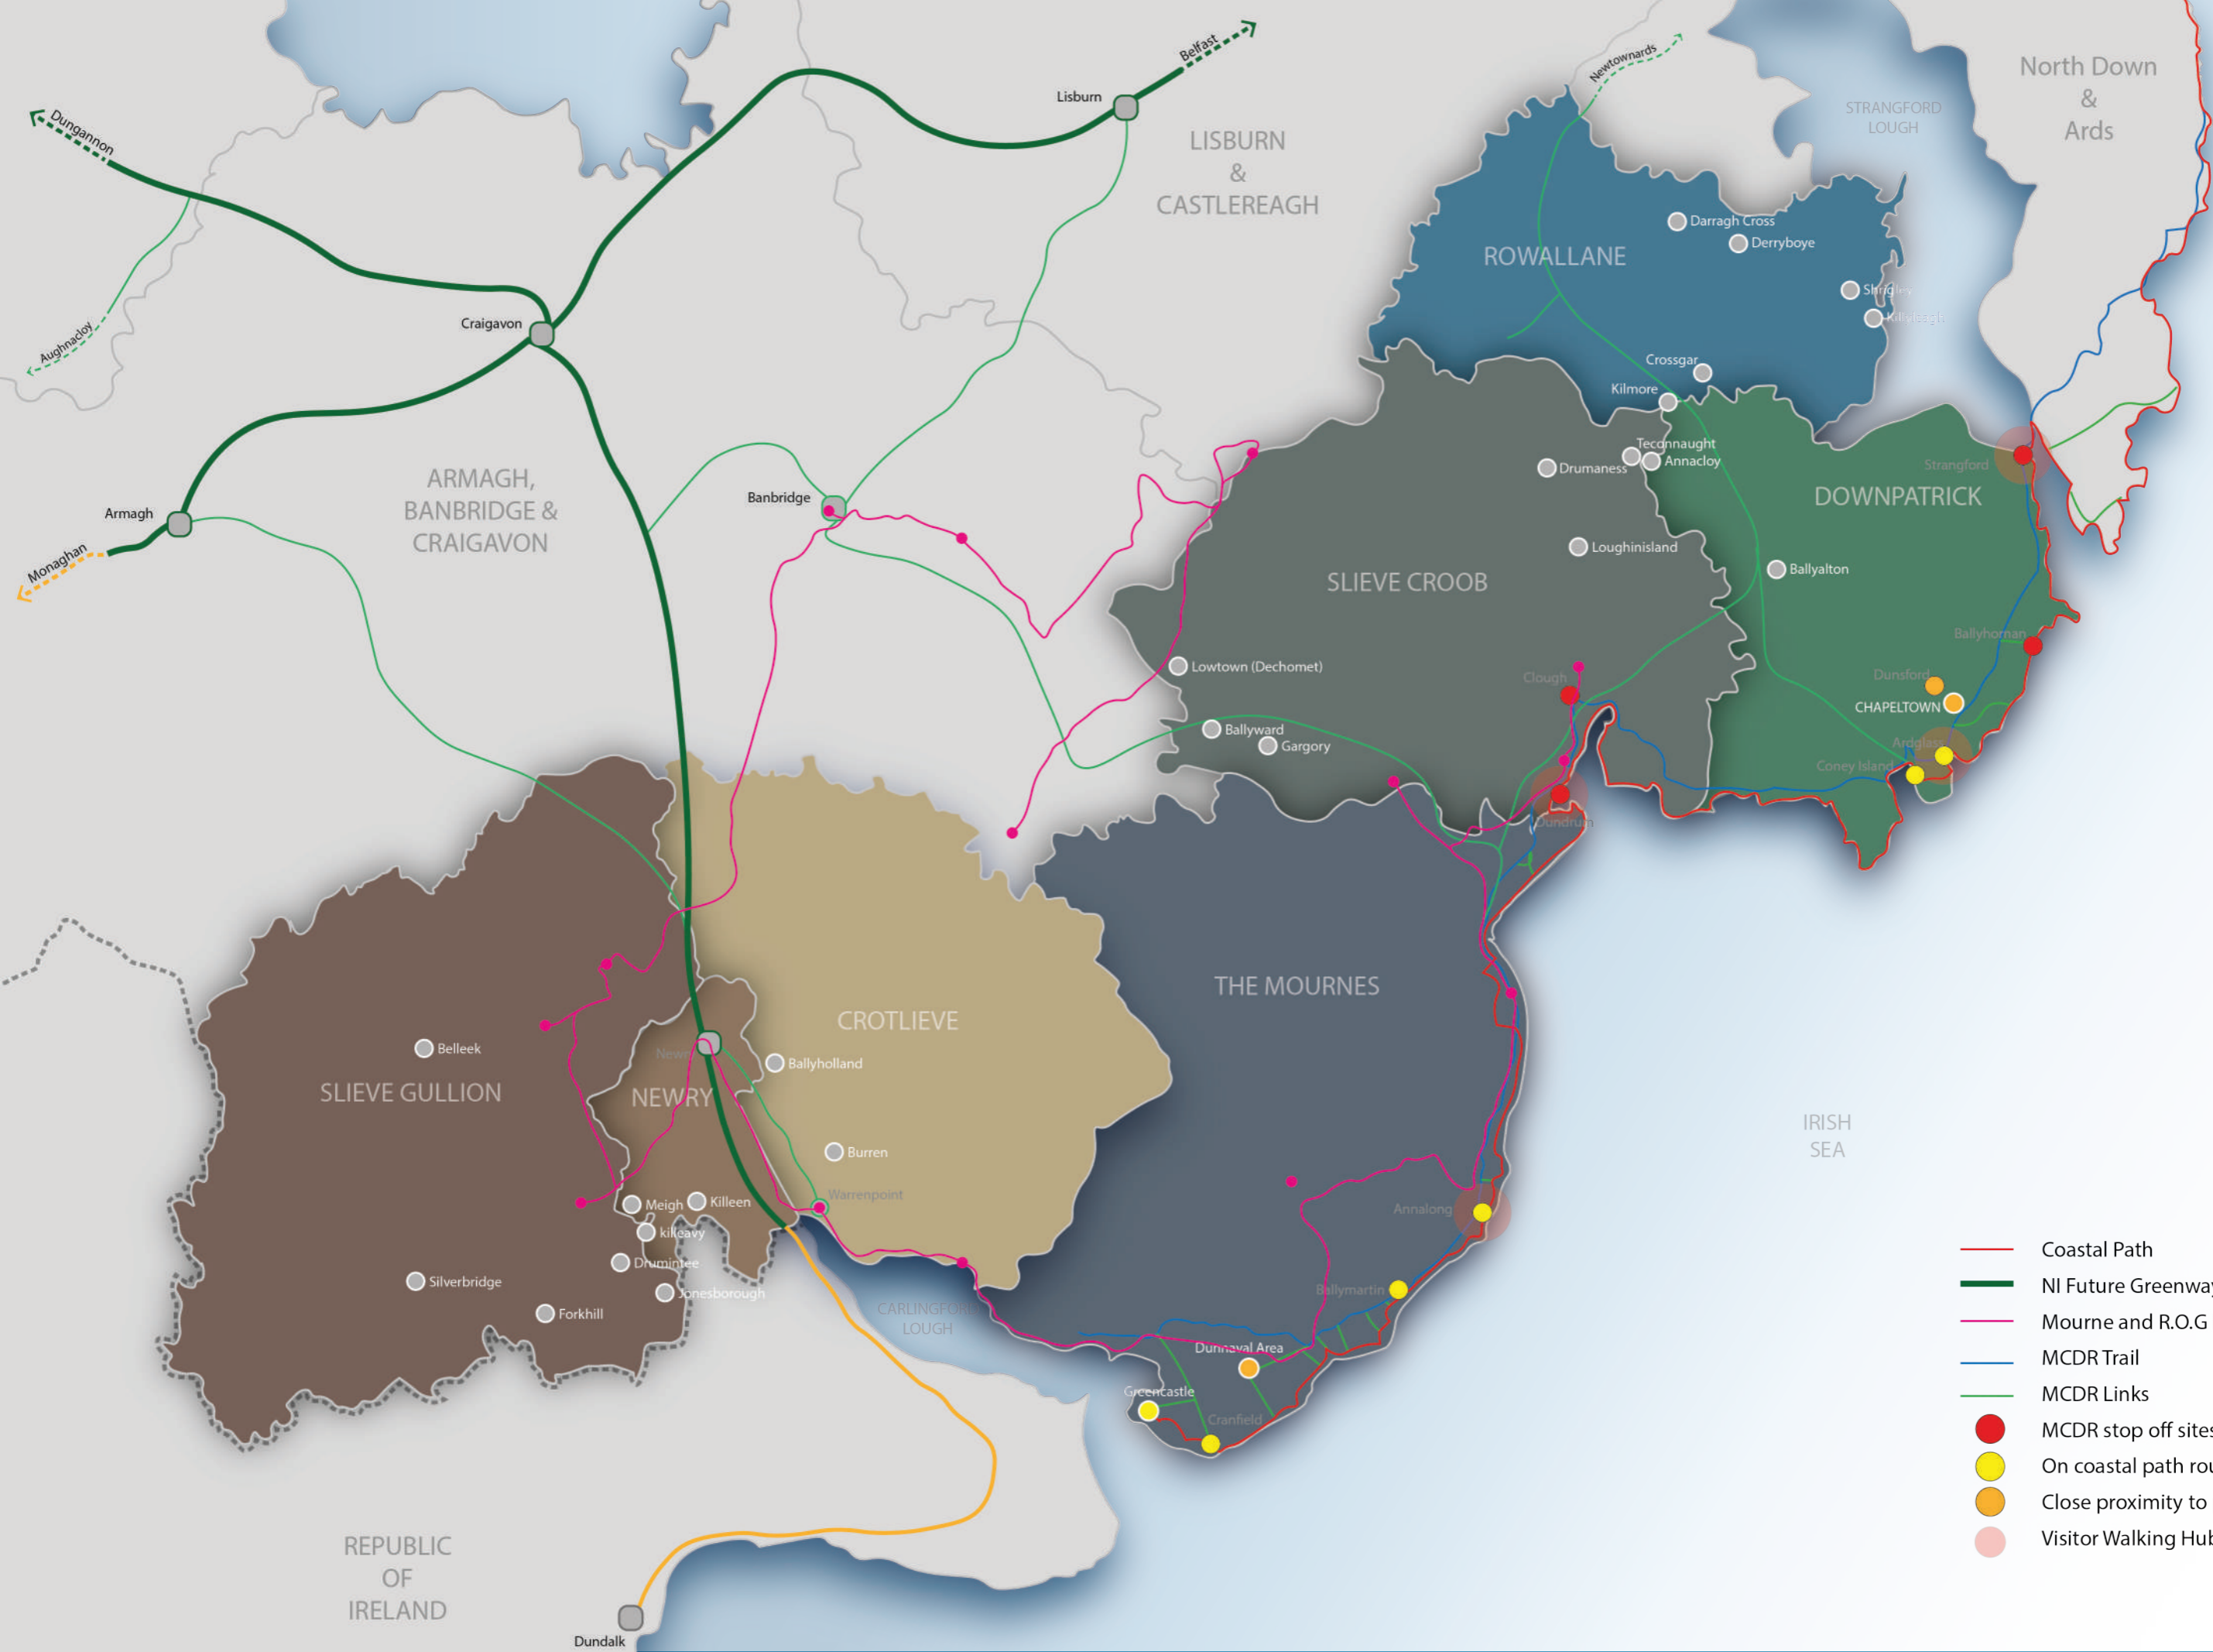 Belfast
Newtownards
North Down
&
Ards
Lisburn
STRANGFORD
LOUGH
Dungannon
LISBURN
&
CASTLEREAGH
Darragh Cross
Derryboye
ROWALLANE
Shrigley
Killyleagh
Craigavon
Aughnacloy
Crossgar
Kilmore
Teconnaught
Annacloy
Drumaness
Strangford
ARMAGH,
BANBRIDGE &
CRAIGAVON
Banbridge
DOWNPATRICK
Armagh
Monaghan
Loughinisland
SLIEVE CROOB
Ballyalton
Ballyhornan
Lowtown (Dechomet)
Clough
Dunsford
CHAPELTOWN
Ballyward
Gargory
Ardglass
Coney Island
Dundrum
THE MOURNES
CROTLIEVE
Belleek
Ballyholland
SLIEVE GULLION
NEWRY
IRISH
SEA
Burren
Warrenpoint
Meigh
Killeen
killeavy
Annalong
Drumintee
Silverbridge
Jonesborough
Forkhill
Ballymartin
CARLINGFORD
LOUGH
Dunnaval Area
Greencastle
Cranfield
Coastal Path
NI Future Greenway
Mourne and R.O.G
MCDR Trail
MCDR Links
MCDR stop off sites
On coastal path
Close proximity to
Visitor Walking Hub
REPUBLIC
OF
IRELAND
Dundalk